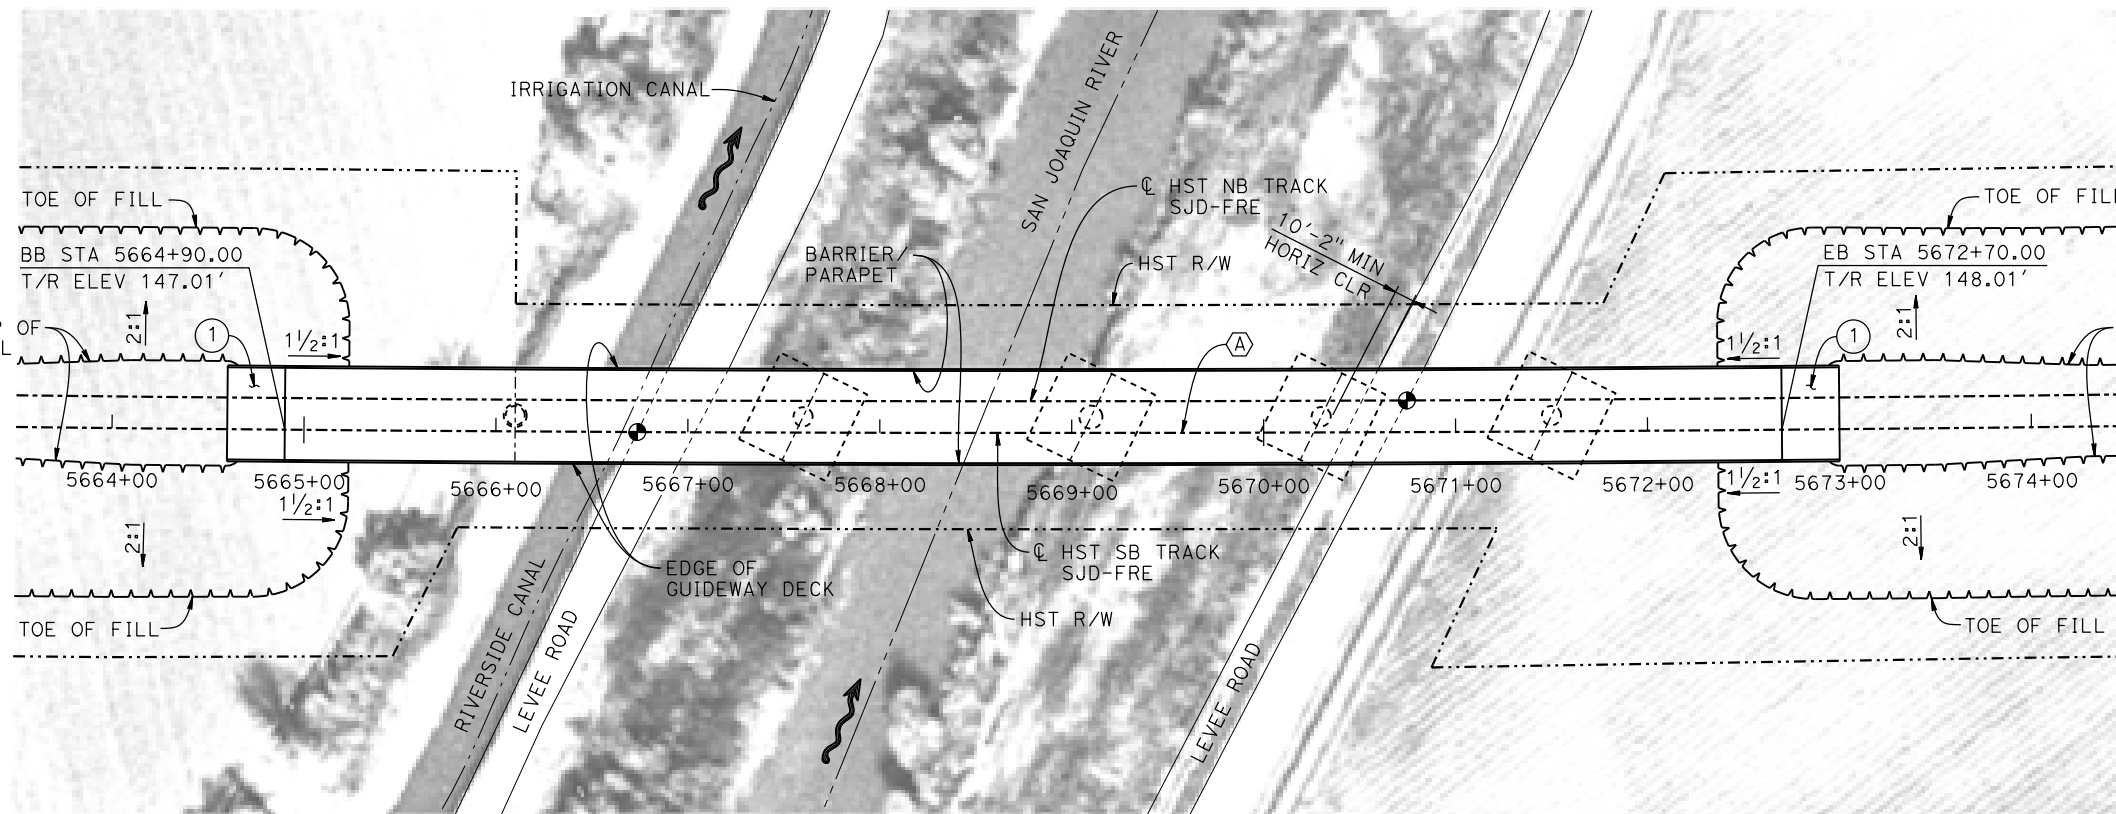 IRRIGATION CANAL
SAN JOAQUIN RIVER
℄ HST NB TRACK
SJD-FRE
10'-2" MIN
HORIZ CLR
HST R/W
BARRIER/
PARAPET
TOE OF FILL
BB STA 5664+90.00
T/R ELEV 147.01'
2:1
OF
1
1½:1
TOE OF FILL
EB STA 5672+70.00
T/R ELEV 148.01'
2:1
1
1½:1
A
5664+00
5665+00
5666+00
5667+00
5668+00
5669+00
5670+00
5671+00
5672+00
5673+00
5674+00
1½:1
1½:1
2:1
2:1
℄ HST SB TRACK
SJD-FRE
EDGE OF
GUIDEWAY DECK
HST R/W
TOE OF FILL
TOE OF FILL
RIVERSIDE CANAL
LEVEE ROAD
LEVEE ROAD